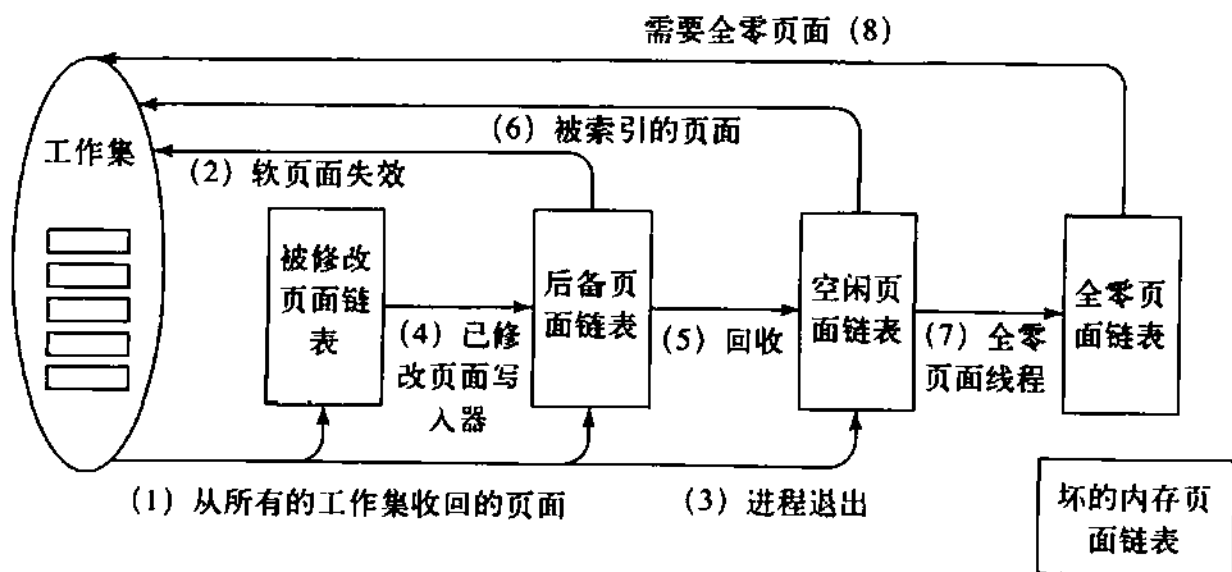 需要全零页面（8）
（6）被索引的页面
工作集
（2）软页面失效
被修改
页面链
表
后备页
面链表
空闲页
面链表
全零页
面链表
（4）已修
改页面写
入器
（5）回收
（7）全零
页面线程
（1）从所有的工作集收回的页面
（3）进程退出
坏的内存页
面链表